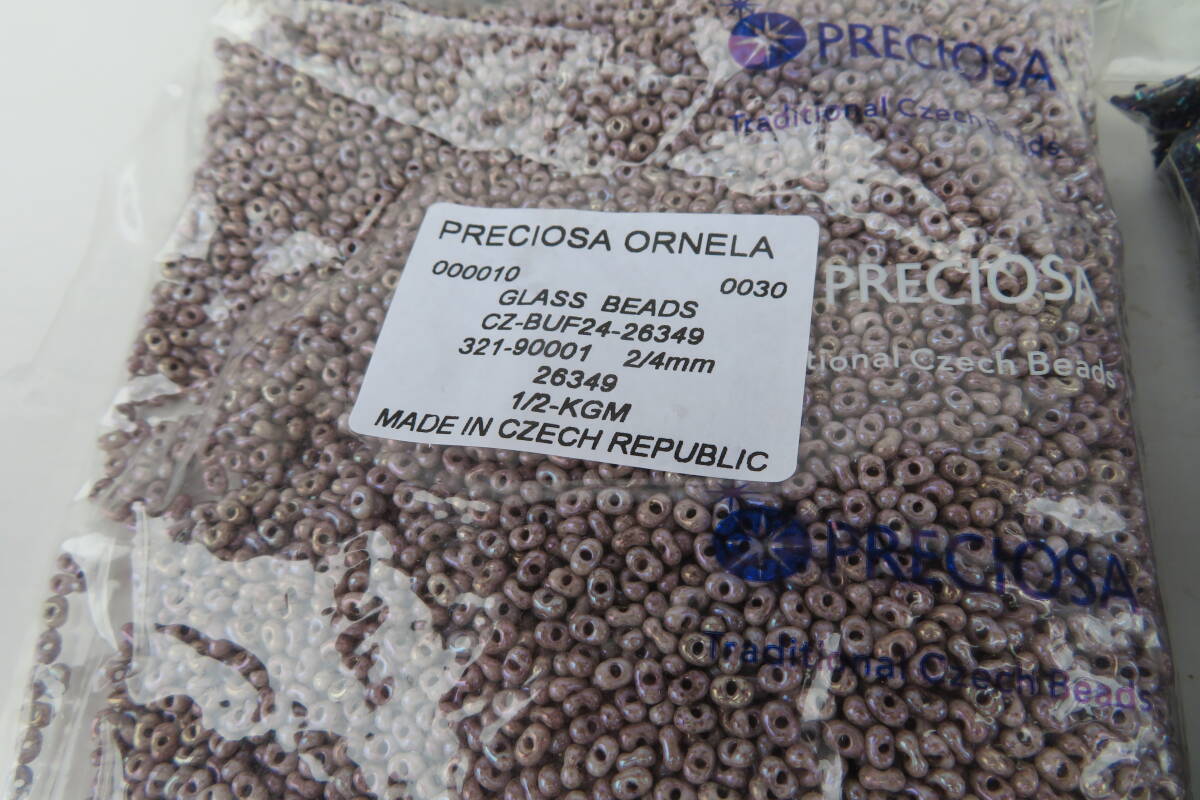 PRECIOSA
Traditional Czech Beads
PRECIOSA ORNELA
000010 0030
GLASS BEADS
CZ-BUF24-26349
321-90001 2/4mm
26349
1/2-KGM
MADE IN CZECH REPUBLIC
PRECIOSA
tional Czech Beads
PRECIOSA
Traditional Czech Beads